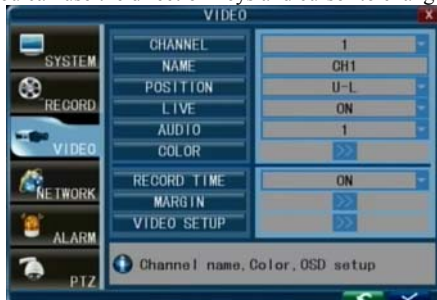 VIDEO X
SYSTEM
RECORD
VIDEO
NETWORK
ALARM
PTZ
CHANNEL 1
NAME CH1
POSITION U-L
LIVE ON
AUDIO 1
COLOR >>
RECORD TIME ON
MARGIN >>
VIDEO SETUP >>
Channel name,Color,OSD setup